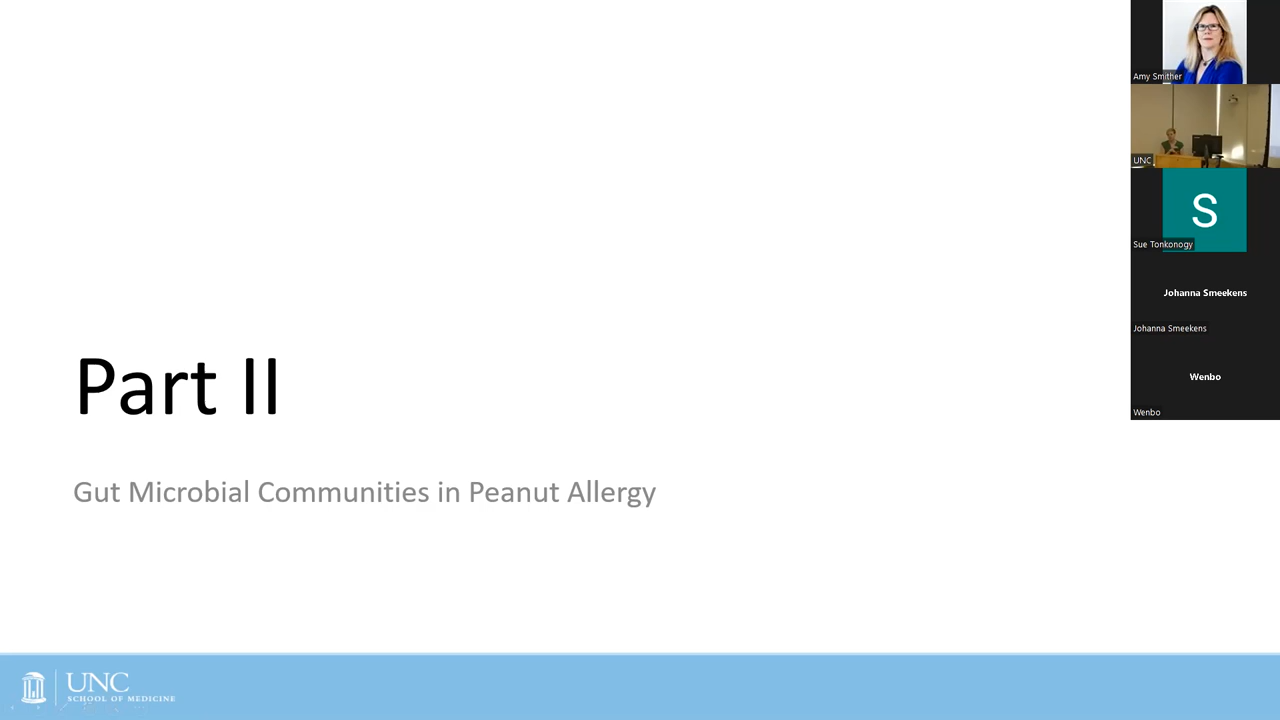 Part II
Gut Microbial Communities in Peanut Allergy
UNC
SCHOOL OF MEDICINE
Amy Smither
UNC
S
Sue Tonkonogy
Johanna Smeekens
Johanna Smeekens
Wenbo
Wenbo